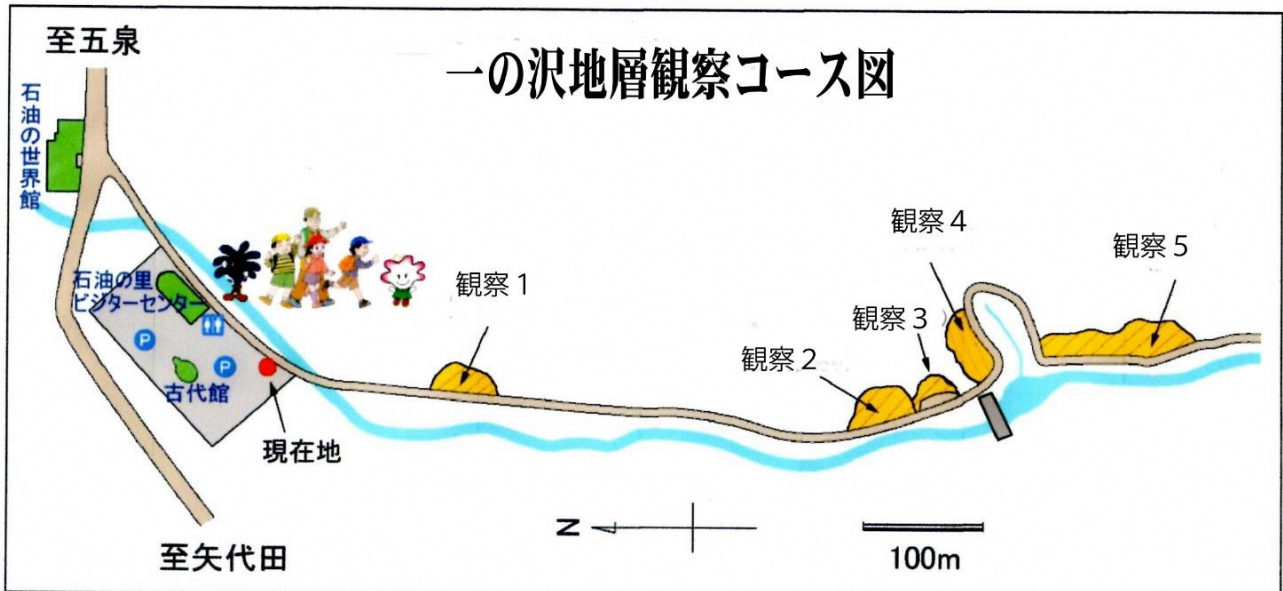 一の沢地層観察コース図
至五泉
石油の世界館
石油の里
ビジターセンター
P
P
古代館
現在地
至矢代田
観察1
観察2
観察3
観察4
観察5
N
100m